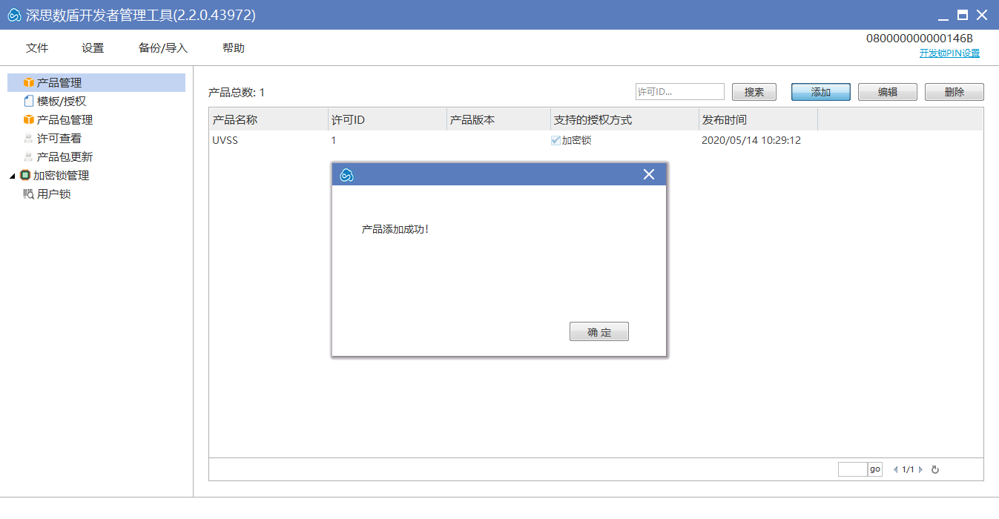 深思数盾开发者管理工具(2.2.0.43972)
文件 设置 备份/导入 帮助
080000000000146B
开发锁PIN设置
产品管理
模板/授权
产品包管理
许可查看
产品包更新
加密锁管理
用户锁
产品总数: 1
许可ID... 搜索 添加 编辑 删除
产品名称 许可ID 产品版本 支持的授权方式 发布时间
UVSS 1 加密锁 2020/05/14 10:29:12
产品添加成功!
确 定
go 1/1